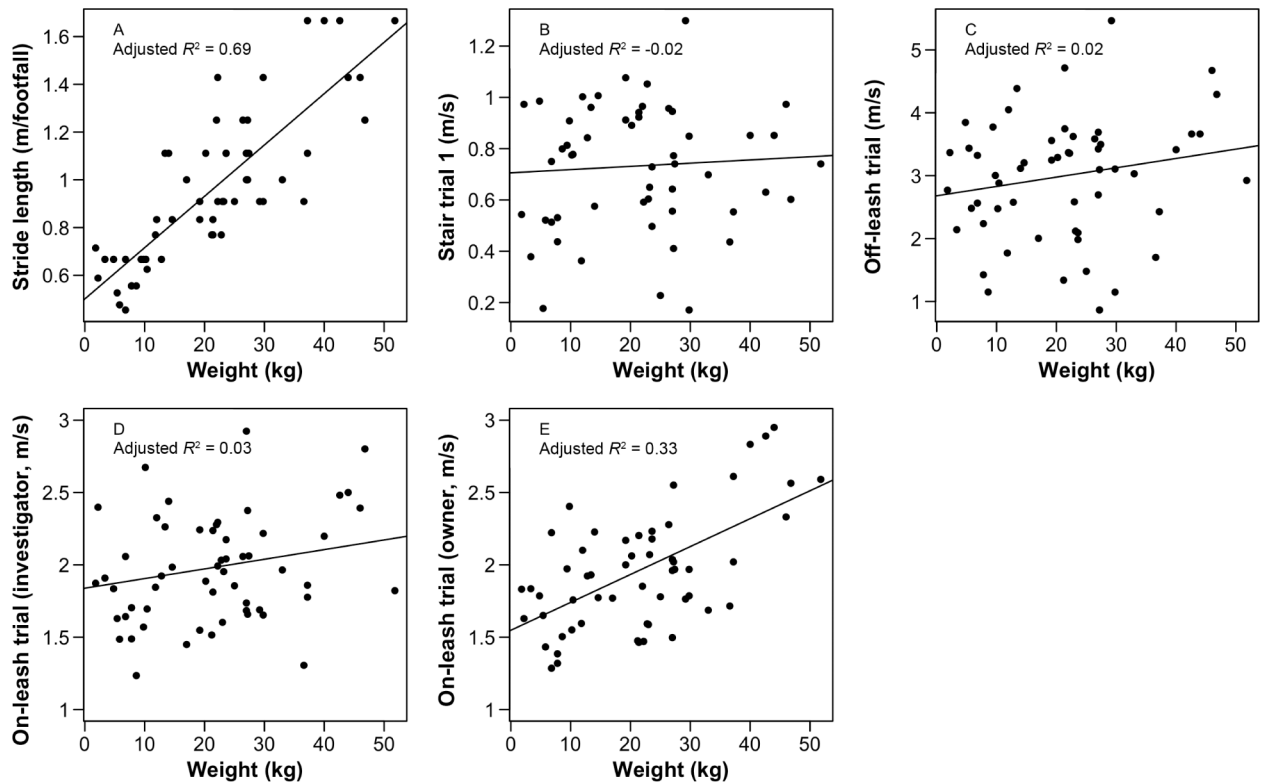 A
Adjusted R² = 0.69
Stride length (m/footfall)
1.6
1.4
1.2
1.0
0.8
0.6
0 10 20 30 40 50
Weight (kg)
B
Adjusted R² = -0.02
Stair trial 1 (m/s)
1.2
1
0.8
0.6
0.4
0.2
0 10 20 30 40 50
Weight (kg)
C
Adjusted R² = 0.02
Off-leash trial (m/s)
5
4
3
2
1
0 10 20 30 40 50
Weight (kg)
D
Adjusted R² = 0.03
On-leash trial (investigator, m/s)
3
2.5
2
1.5
1
0 10 20 30 40 50
Weight (kg)
E
Adjusted R² = 0.33
On-leash trial (owner, m/s)
3
2.5
2
1.5
1
0 10 20 30 40 50
Weight (kg)